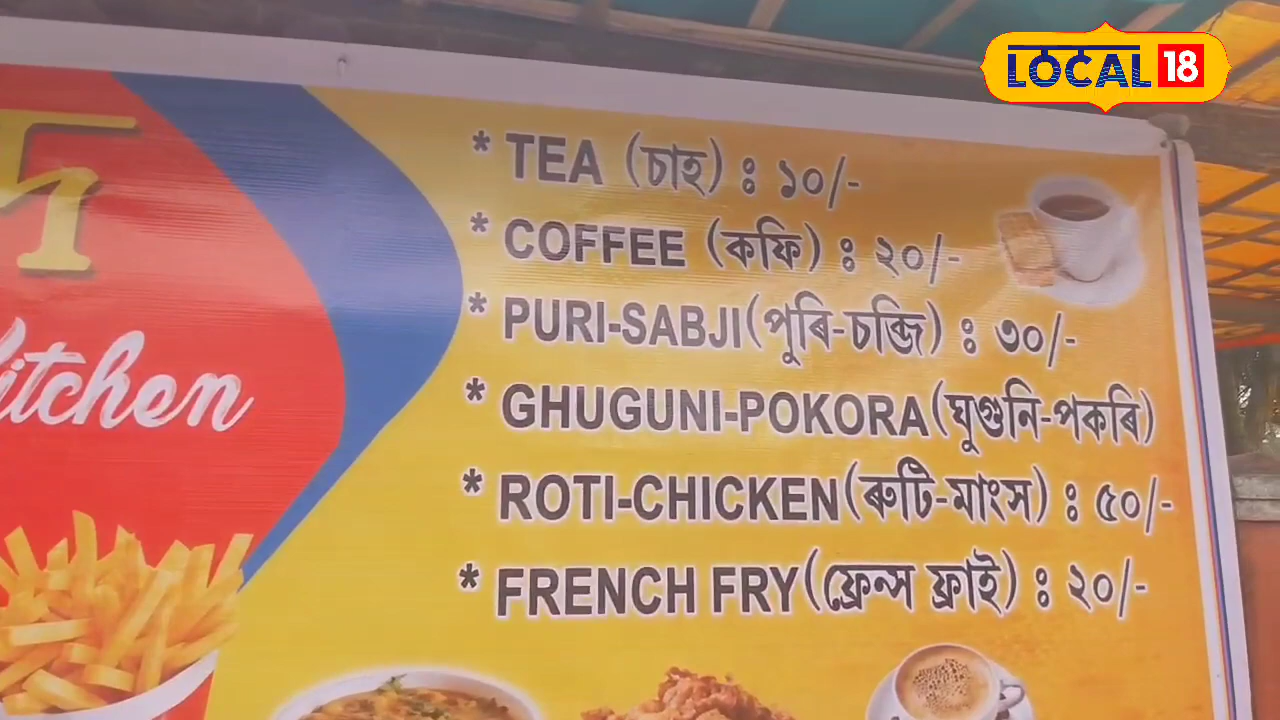 LOCAL 18
* TEA (চাহ) : ১০/-
* COFFEE (কফি) : ২০/-
* PURI-SABJI(পুৰি-চব্জি) : ৩০/-
* GHUGUNI-POKORA(ঘুগুনি-পকৰি)
* ROTI-CHICKEN(ৰুটি-মাংস) : ৫০/-
* FRENCH FRY(ফ্ৰেন্স ফ্ৰাই) : ২০/-
Kitchen